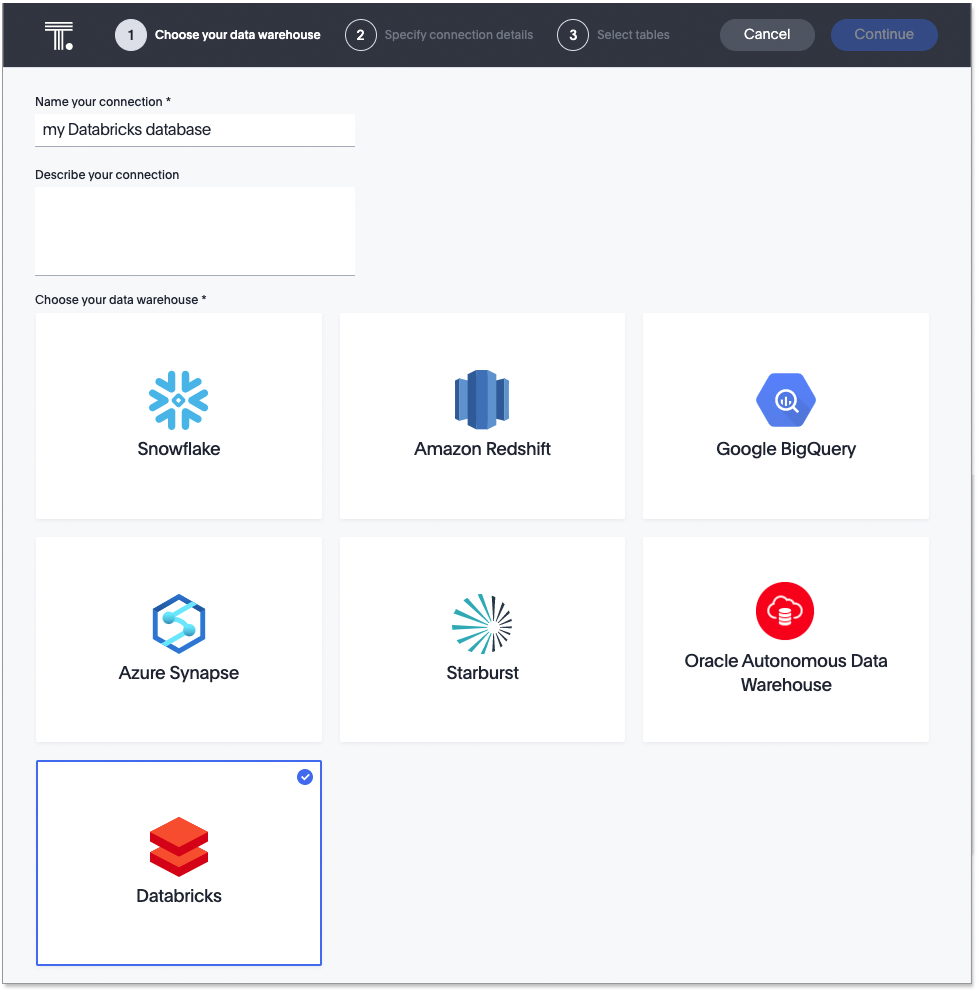 T.
1 Choose your data warehouse 2 Specify connection details 3 Select tables Cancel Continue
Name your connection *
my Databricks database
Describe your connection
Choose your data warehouse *
Snowflake Amazon Redshift Google BigQuery
Azure Synapse Starburst Oracle Autonomous Data
Warehouse
Databricks